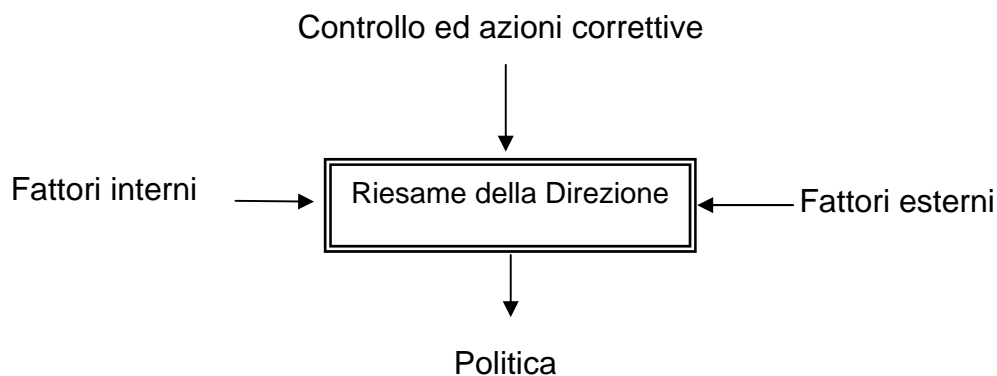 Controllo ed azioni correttive
Fattori interni
Riesame della Direzione
Fattori esterni
Politica